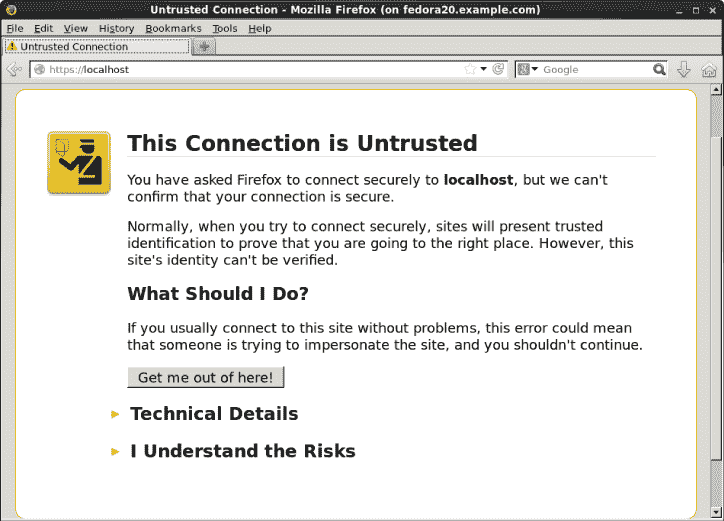 Untrusted Connection - Mozilla Firefox (on fedora20.example.com)
File Edit View History Bookmarks Tools Help
Untrusted Connection
https://localhost
Google
This Connection is Untrusted
You have asked Firefox to connect securely to localhost, but we can't
confirm that your connection is secure.
Normally, when you try to connect securely, sites will present trusted
identification to prove that you are going to the right place. However, this
site's identity can't be verified.
What Should I Do?
If you usually connect to this site without problems, this error could mean
that someone is trying to impersonate the site, and you shouldn't continue.
Get me out of here!
Technical Details
I Understand the Risks